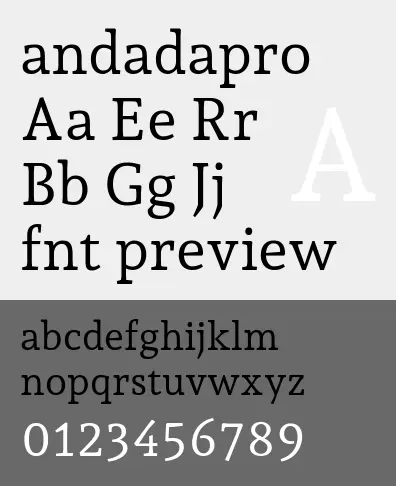 andadapro
Aa Ee Rr
A
Bb Gg Jj
fnt preview
abcdefghijklm
nopqrstuvwxyz
0123456789